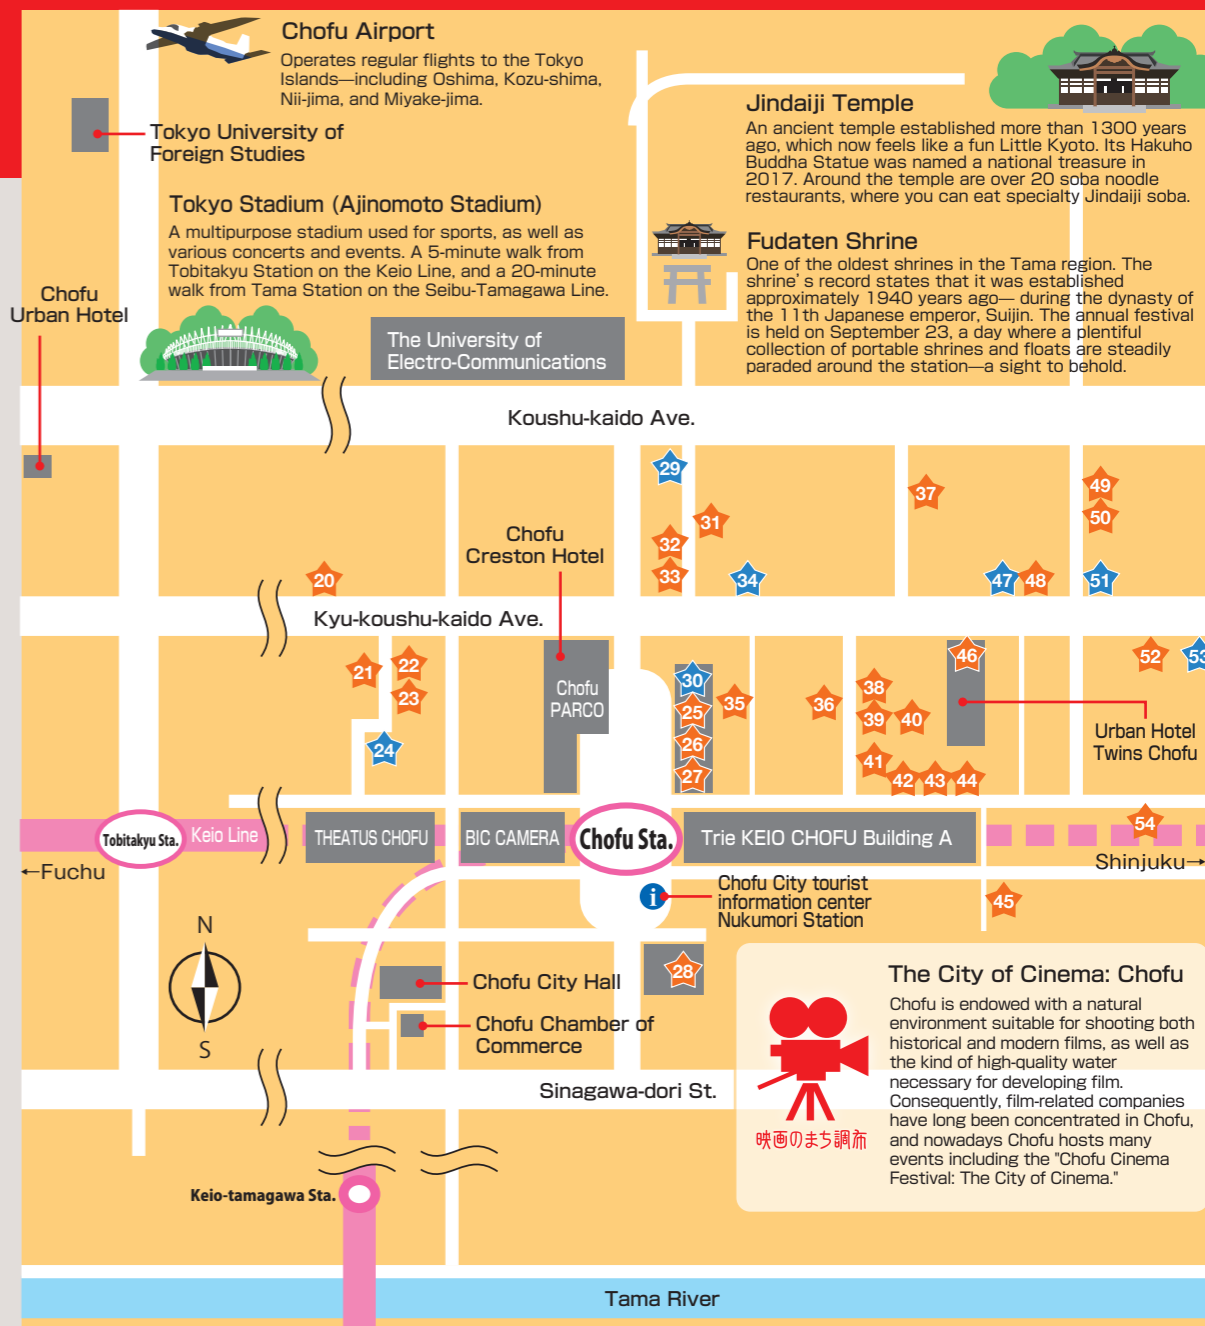 Chofu Airport
Operates regular flights to the Tokyo
Islands—including Oshima, Kozu-shima,
Nii-jima, and Miyake-jima.
Tokyo University of
Foreign Studies
Jindaiji Temple
An ancient temple established more than 1300 years
ago, which now feels like a fun Little Kyoto. Its Hakuho
Buddha Statue was named a national treasure in
2017. Around the temple are over 20 soba noodle
restaurants, where you can eat specialty Jindaiji soba.
Tokyo Stadium (Ajinomoto Stadium)
A multipurpose stadium used for sports, as well as
various concerts and events. A 5-minute walk from
Tobitakyu Station on the Keio Line, and a 20-minute
walk from Tama Station on the Seibu-Tamagawa Line.
Fudaten Shrine
One of the oldest shrines in the Tama region. The
shrine's record states that it was established
approximately 1940 years ago— during the dynasty of
the 11th Japanese emperor, Suijin. The annual festival
is held on September 23, a day where a plentiful
collection of portable shrines and floats are steadily
paraded around the station—a sight to behold.
Chofu
Urban Hotel
The University of
Electro-Communications
Koushu-kaido Ave.
29
37
49
50
31
32
33
34
47
48
51
20
Chofu
Creston Hotel
Kyu-koushu-kaido Ave.
21
22
23
24
Chofu
PARCO
30
25
26
27
35
36
38
39
40
41
42
43
44
46
52
53
Urban Hotel
Twins Chofu
Tobitakyu Sta.
Keio Line
THEATUS CHOFU
BIC CAMERA
Chofu Sta.
Trie KEIO CHOFU Building A
54
←Fuchu
Shinjuku→
Chofu City tourist
information center
Nukumori Station
i
45
N
S
Chofu City Hall
28
Chofu Chamber of
Commerce
Sinagawa-dori St.
The City of Cinema: Chofu
Chofu is endowed with a natural
environment suitable for shooting both
historical and modern films, as well as
the kind of high-quality water
necessary for developing film.
Consequently, film-related companies
have long been concentrated in Chofu,
and nowadays Chofu hosts many
events including the "Chofu Cinema
Festival: The City of Cinema."
映画のまち調布
Keio-tamagawa Sta.
Tama River